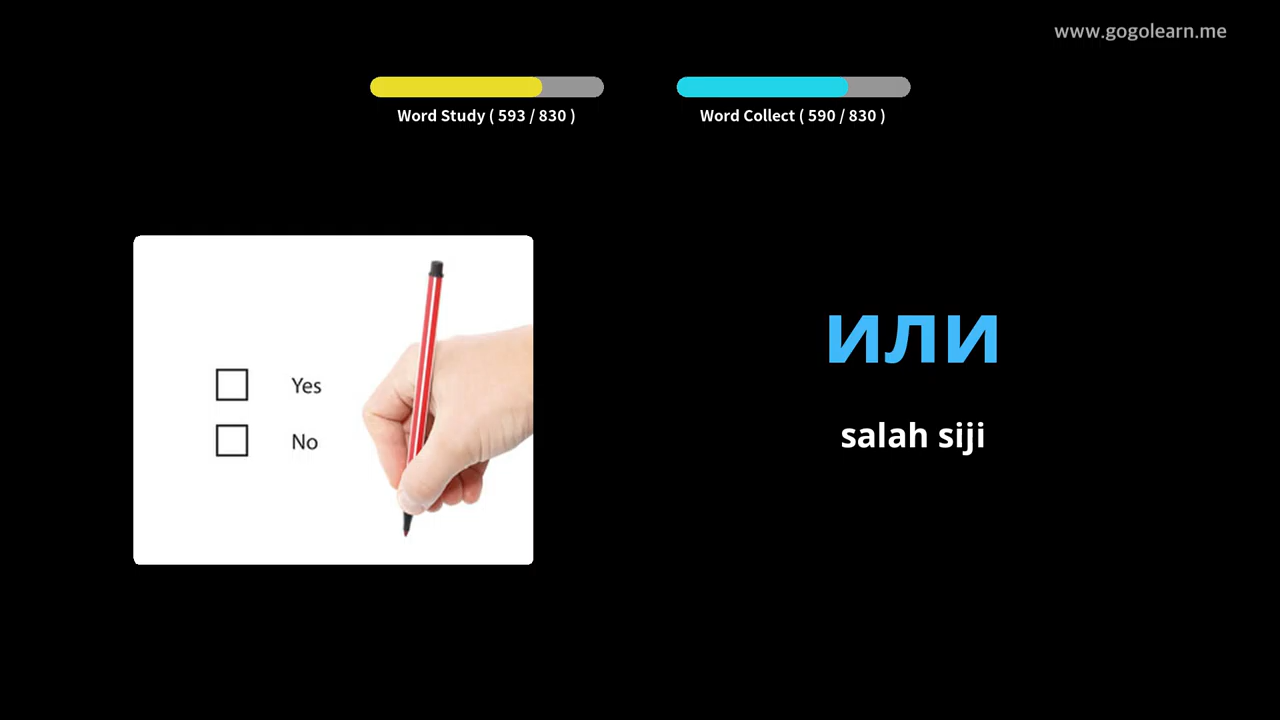 www.gogolearn.me
Word Study ( 593 / 830 )
Word Collect ( 590 / 830 )
Yes
No
или
salah siji